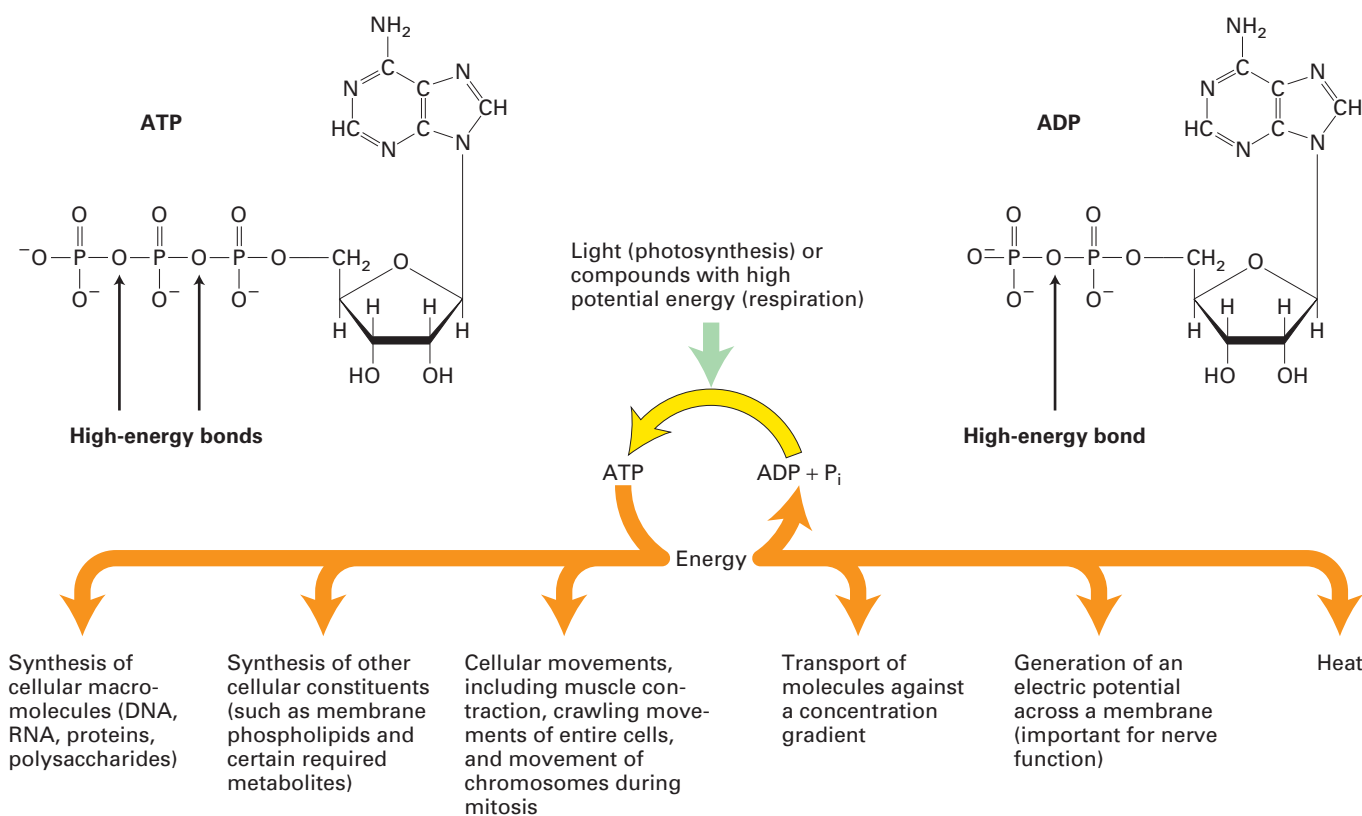 ATP
NH₂
C
N
C
N
CH
HC
C
N
N
O
O
O
⁻O
P
O
P
O
P
O
CH₂
O
O⁻
O⁻
O⁻
H
H
H
H
HO
OH
High-energy bonds
ADP
NH₂
C
N
C
N
CH
HC
C
N
N
O
O
O⁻
P
O
P
O
CH₂
O
O⁻
O⁻
H
H
H
H
HO
OH
High-energy bond
Light (photosynthesis) or
compounds with high
potential energy (respiration)
ATP
ADP + Pᵢ
Energy
Synthesis of
cellular macro-
molecules (DNA,
RNA, proteins,
polysaccharides)
Synthesis of other
cellular constituents
(such as membrane
phospholipids and
certain required
metabolites)
Cellular movements,
including muscle con-
traction, crawling move-
ments of entire cells,
and movement of
chromosomes during
mitosis
Transport of
molecules against
a concentration
gradient
Generation of an
electric potential
across a membrane
(important for nerve
function)
Heat